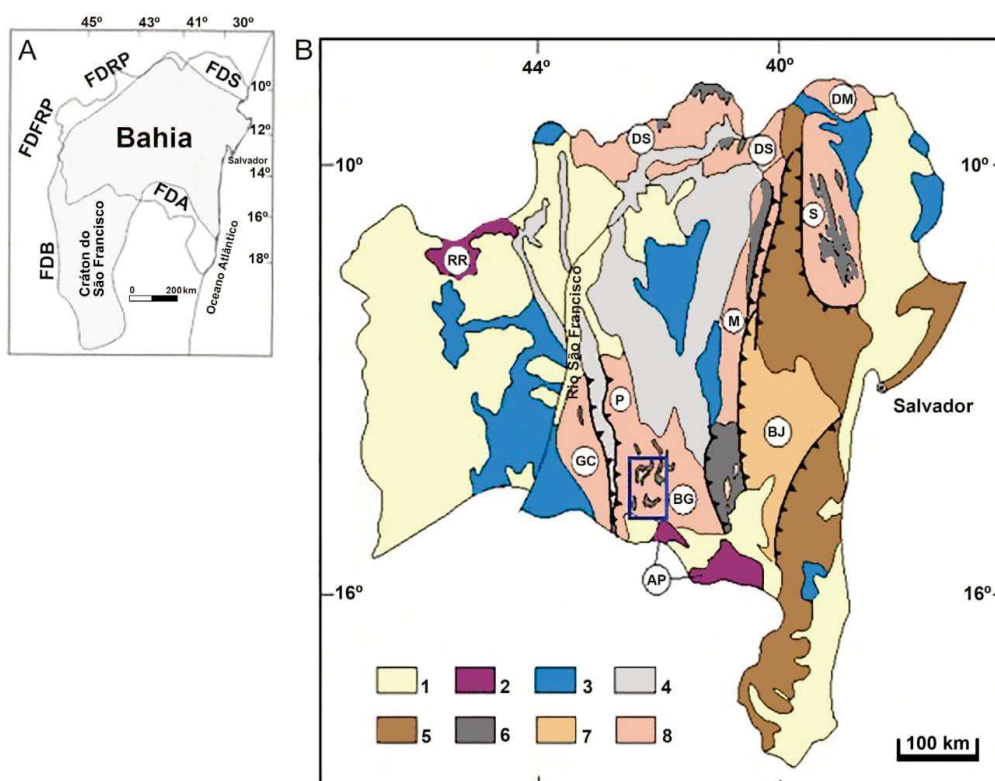 A
45º 43º 41º 30º
FDRP
FDS
10º
FDFRP
Bahia
12º
Salvador
14º
FDA
16º
FDB
Cráton do
São Francisco
18º
0 200 km
Oceano Atlântico
B
44º 40º
DM
DS
DS
10º 10º
S
RR
Rio São Francisco
M
P
Salvador
BJ
GC
BG
AP
16º 16º
1 2 3 4
5 6 7 8
100 km